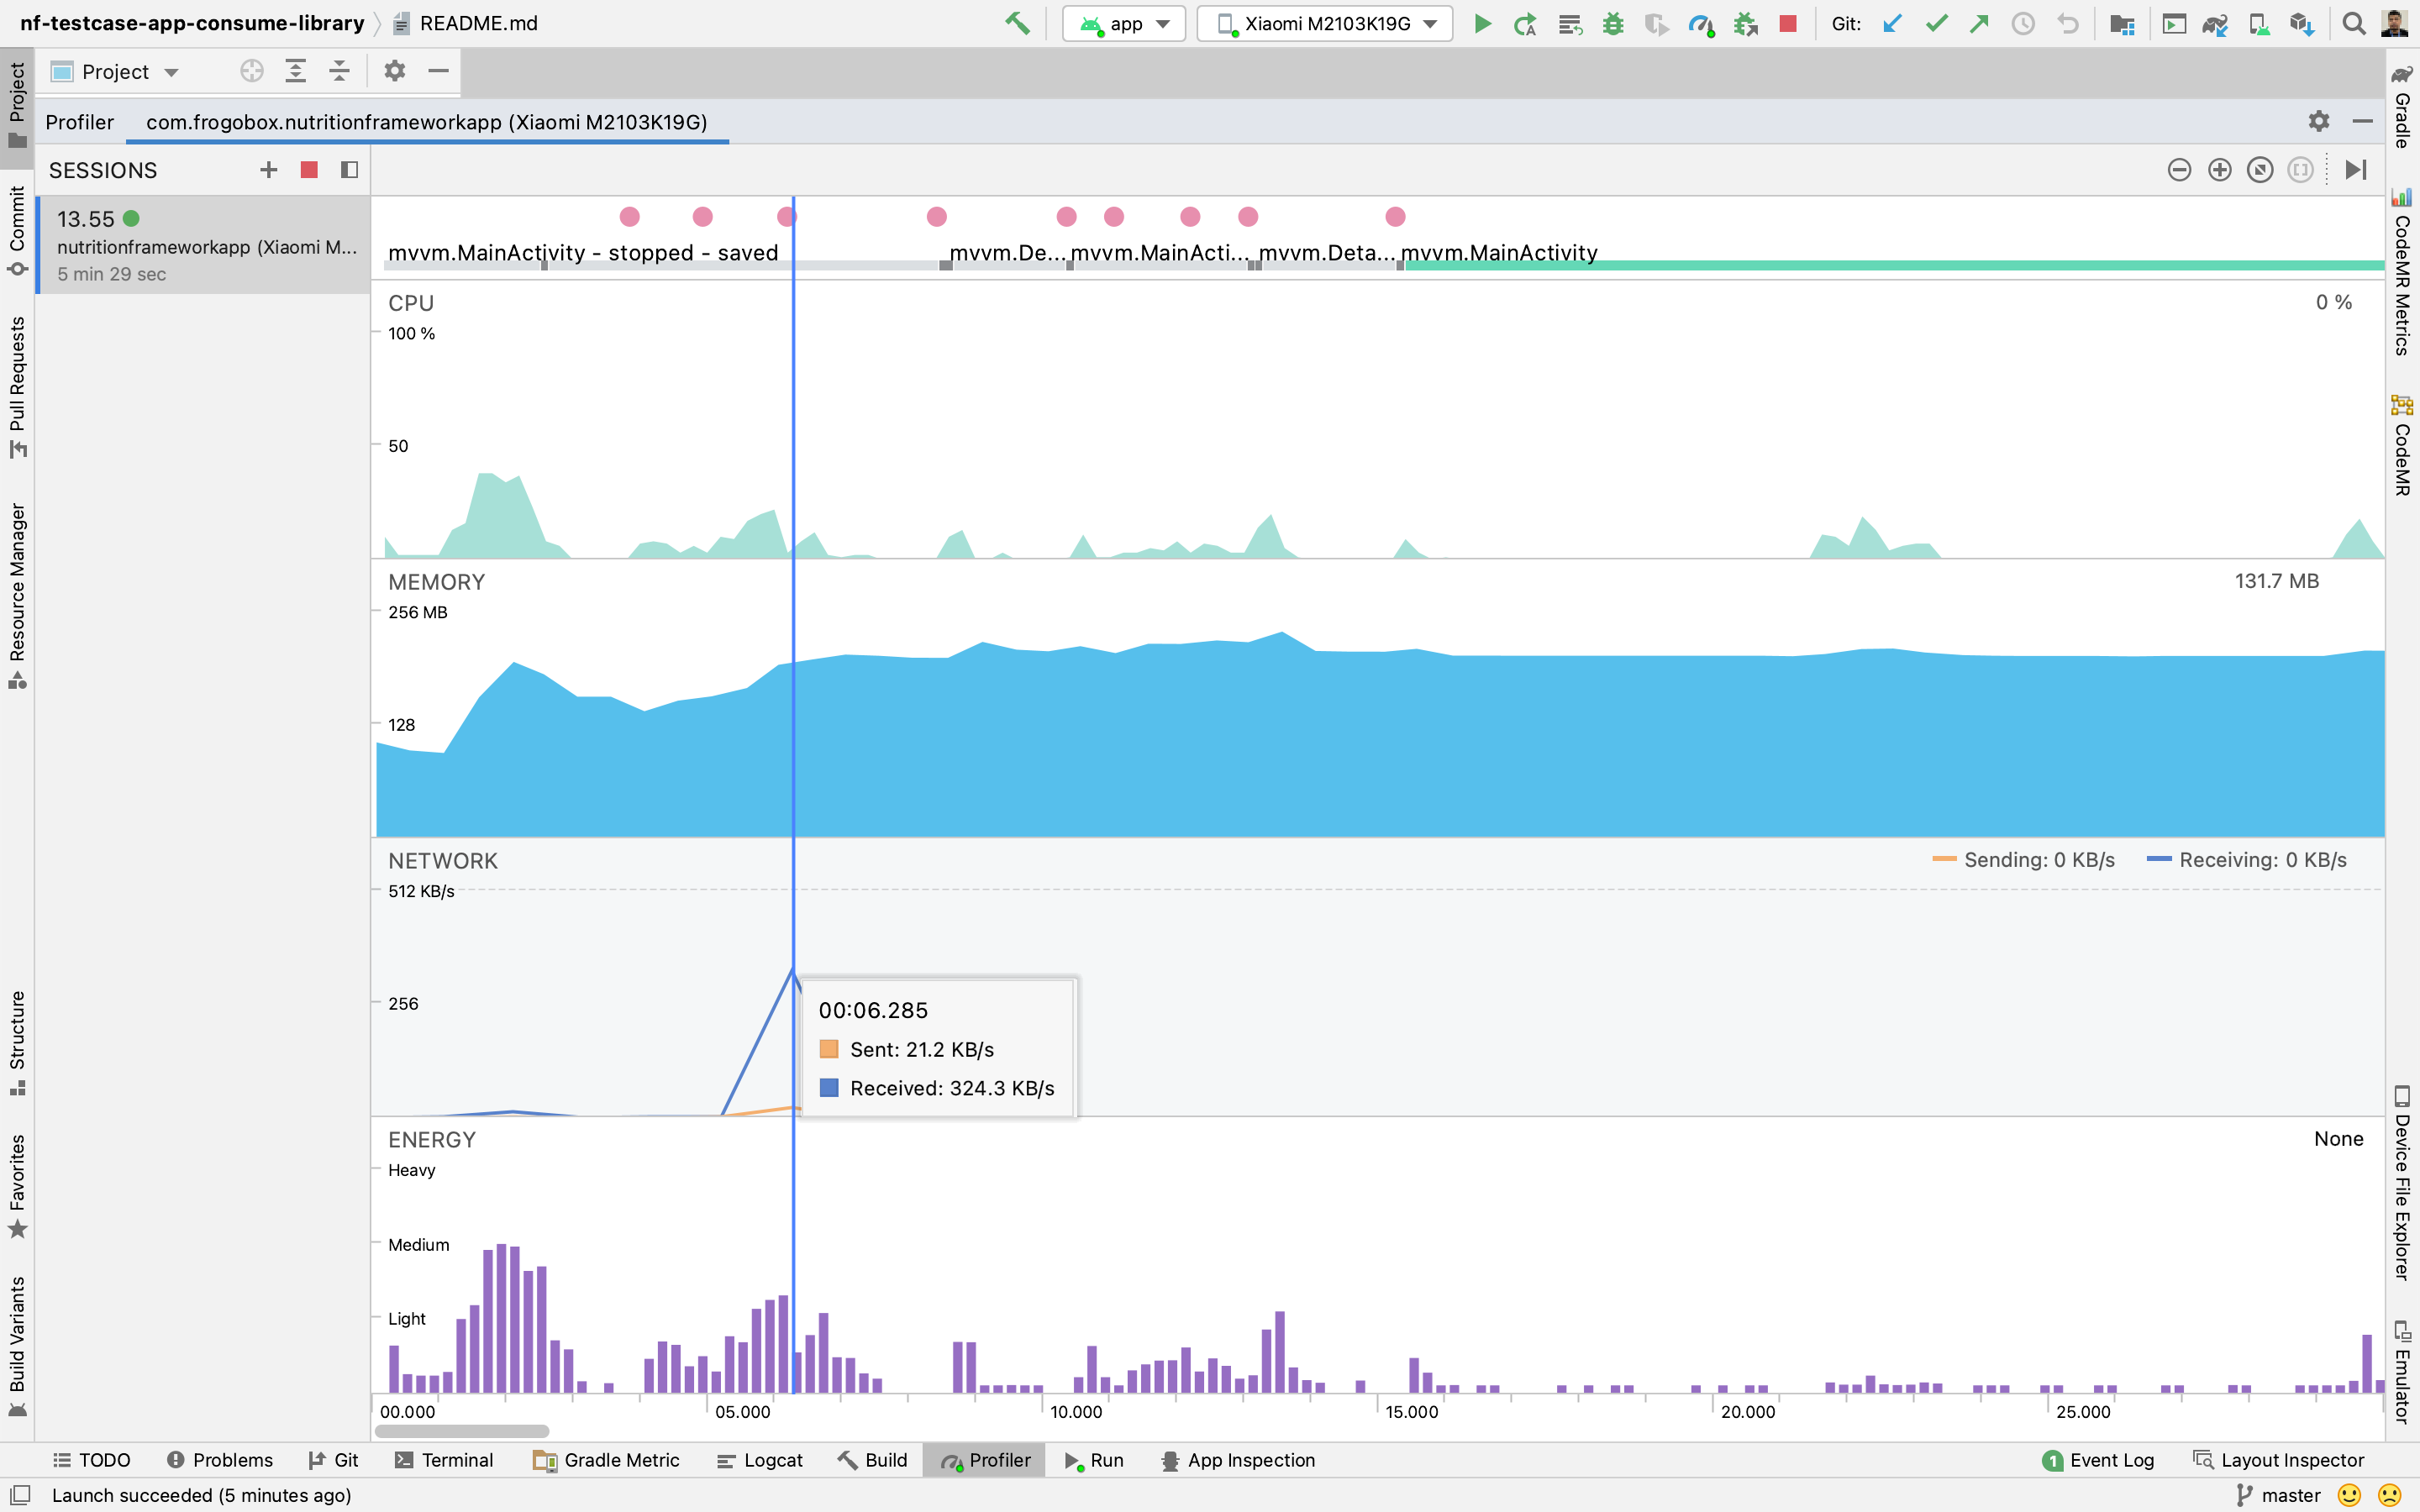 nf-testcase-app-consume-library README.md
app Xiaomi M2103K19G Git:
Project
Profiler com.frogobox.nutritionframeworkapp (Xiaomi M2103K19G)
SESSIONS
13.55
nutritionframeworkapp (Xiaomi M...
5 min 29 sec
mvvm.MainActivity - stopped - saved mvvm.De... mvvm.MainActi... mvvm.Deta... mvvm.MainActivity
CPU 0 %
100 %
50
MEMORY 131.7 MB
256 MB
128
NETWORK Sending: 0 KB/s Receiving: 0 KB/s
512 KB/s
256
00:06.285
Sent: 21.2 KB/s
Received: 324.3 KB/s
ENERGY None
Heavy
Medium
Light
00.000 05.000 10.000 15.000 20.000 25.000
Project
Commit
Pull Requests
Resource Manager
Structure
Favorites
Build Variants
Gradle
CodeMR Metrics
CodeMR
Device File Explorer
Emulator
TODO Problems Git Terminal Gradle Metric Logcat Build Profiler Run App Inspection 1 Event Log Layout Inspector
Launch succeeded (5 minutes ago) master